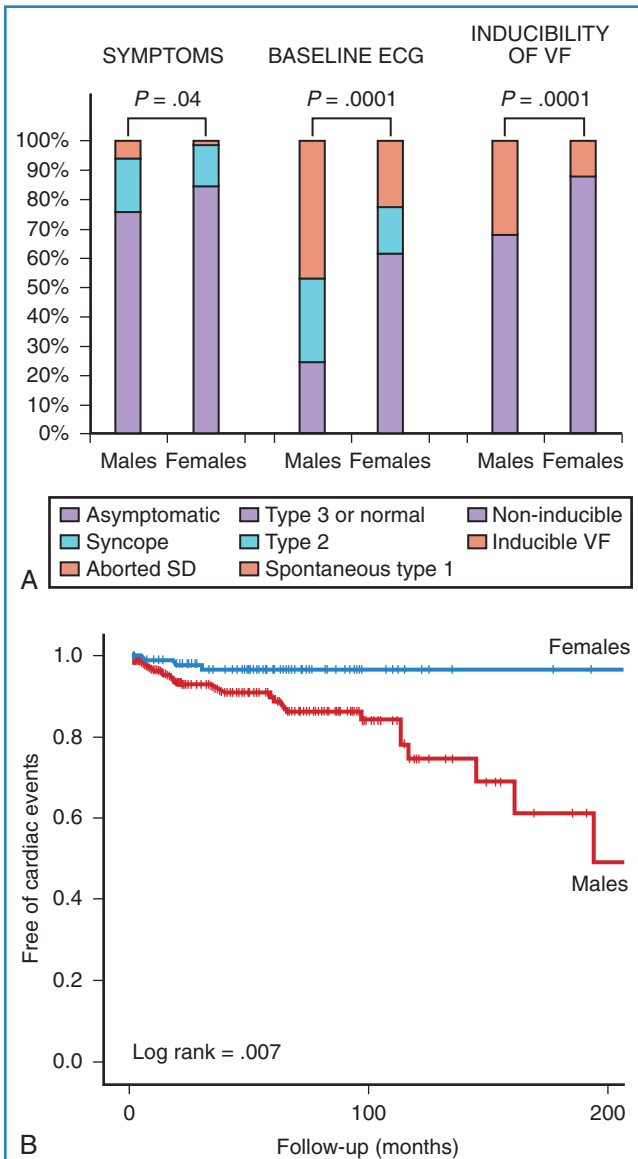 SYMPTOMS BASELINE ECG INDUCIBILITY OF VF
P = .04 P = .0001 P = .0001
100%
90%
80%
70%
60%
50%
40%
30%
20%
10%
0%
Males Females Males Females Males Females
Asymptomatic Type 3 or normal Non-inducible
Syncope Type 2 Inducible VF
Aborted SD Spontaneous type 1
A
Females
1.0
0.8
0.6
Males
0.4
0.2
0.0
Free of cardiac events
Log rank = .007
0 100 200
Follow-up (months)
B